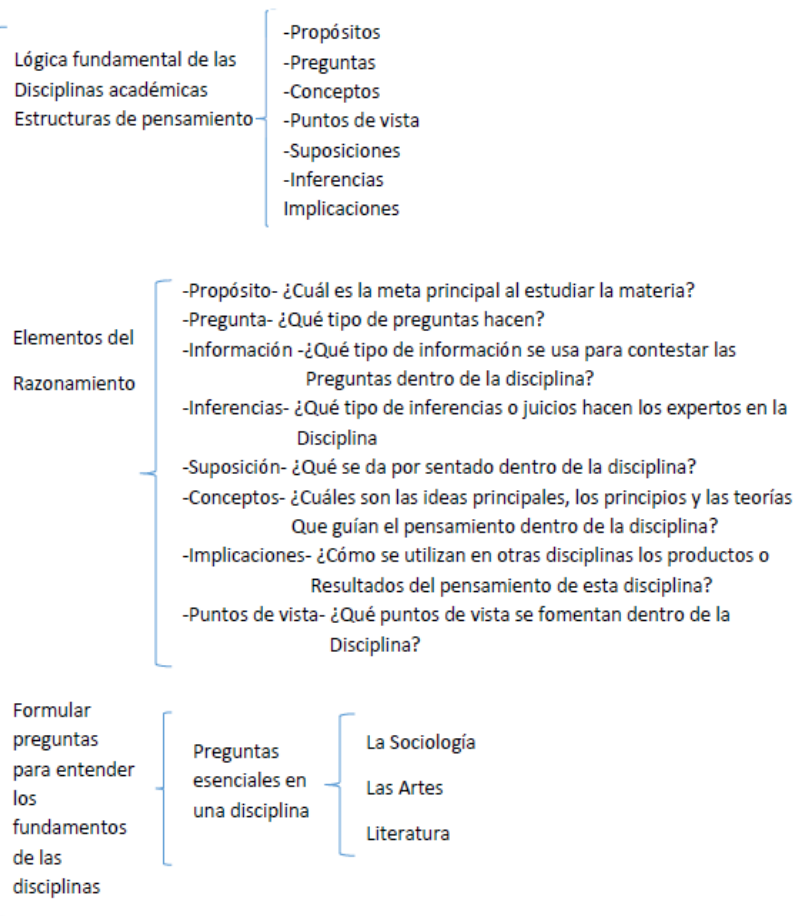 Lógica fundamental de las
Disciplinas académicas
Estructuras de pensamiento
-Propósitos
-Preguntas
-Conceptos
-Puntos de vista
-Suposiciones
-Inferencias
Implicaciones
Elementos del
Razonamiento
-Propósito- ¿Cuál es la meta principal al estudiar la materia?
-Pregunta- ¿Qué tipo de preguntas hacen?
-Información -¿Qué tipo de información se usa para contestar las
Preguntas dentro de la disciplina?
-Inferencias- ¿Qué tipo de inferencias o juicios hacen los expertos en la
Disciplina
-Suposición- ¿Qué se da por sentado dentro de la disciplina?
-Conceptos- ¿Cuáles son las ideas principales, los principios y las teorías
Que guían el pensamiento dentro de la disciplina?
-Implicaciones- ¿Cómo se utilizan en otras disciplinas los productos o
Resultados del pensamiento de esta disciplina?
-Puntos de vista- ¿Qué puntos de vista se fomentan dentro de la
Disciplina?
Formular
preguntas
para entender
los
fundamentos
de las
disciplinas
Preguntas
esenciales en
una disciplina
La Sociología
Las Artes
Literatura